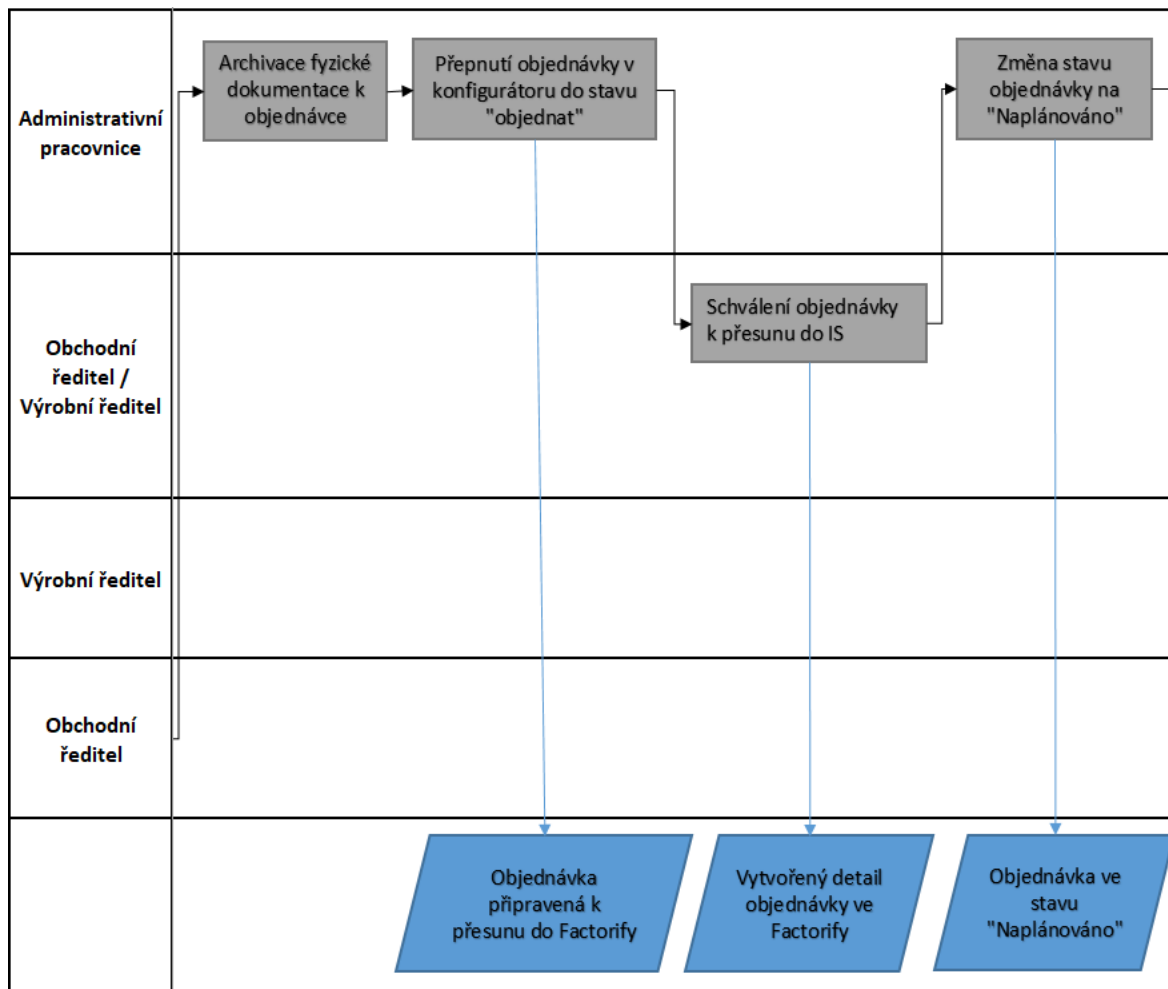 Administrativní
pracovnice
Archivace fyzické
dokumentace k
objednávce
Přepnutí objednávky v
konfigurátoru do stavu
"objednat"
Změna stavu
objednávky na
"Naplánováno"
Obchodní
ředitel /
Výrobní ředitel
Schválení objednávky
k přesunu do IS
Výrobní ředitel
Obchodní
ředitel
Objednávka
připravená k
přesunu do Factorify
Vytvořený detail
objednávky ve
Factorify
Objednávka ve
stavu
"Naplánováno"